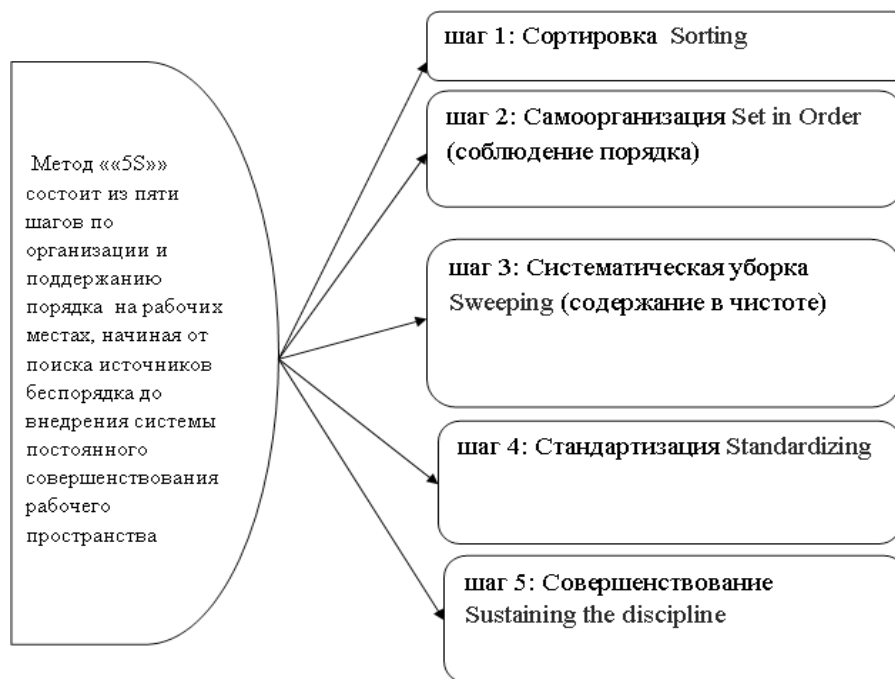 Метод ««5S»»
состоит из пяти
шагов по
организации и
поддержанию
порядка на рабочих
местах, начиная от
поиска источников
беспорядка до
внедрения системы
постоянного
совершенствования
рабочего
пространства
шаг 1: Сортировка Sorting
шаг 2: Самоорганизация Set in Order
(соблюдение порядка)
шаг 3: Систематическая уборка
Sweeping (содержание в чистоте)
шаг 4: Стандартизация Standardizing
шаг 5: Совершенствование
Sustaining the discipline